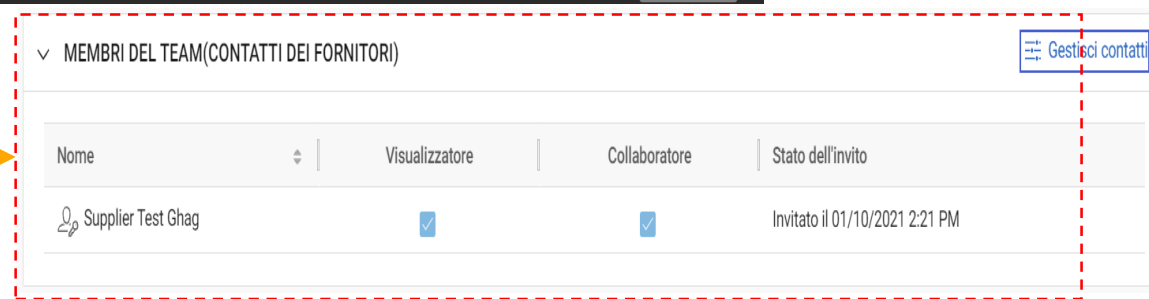 MEMBRI DEL TEAM(CONTATTI DEI FORNITORI)
Gestisci contatti
Nome Visualizzatore Collaboratore Stato dell'invito
Supplier Test Ghag Invitato il 01/10/2021 2:21 PM